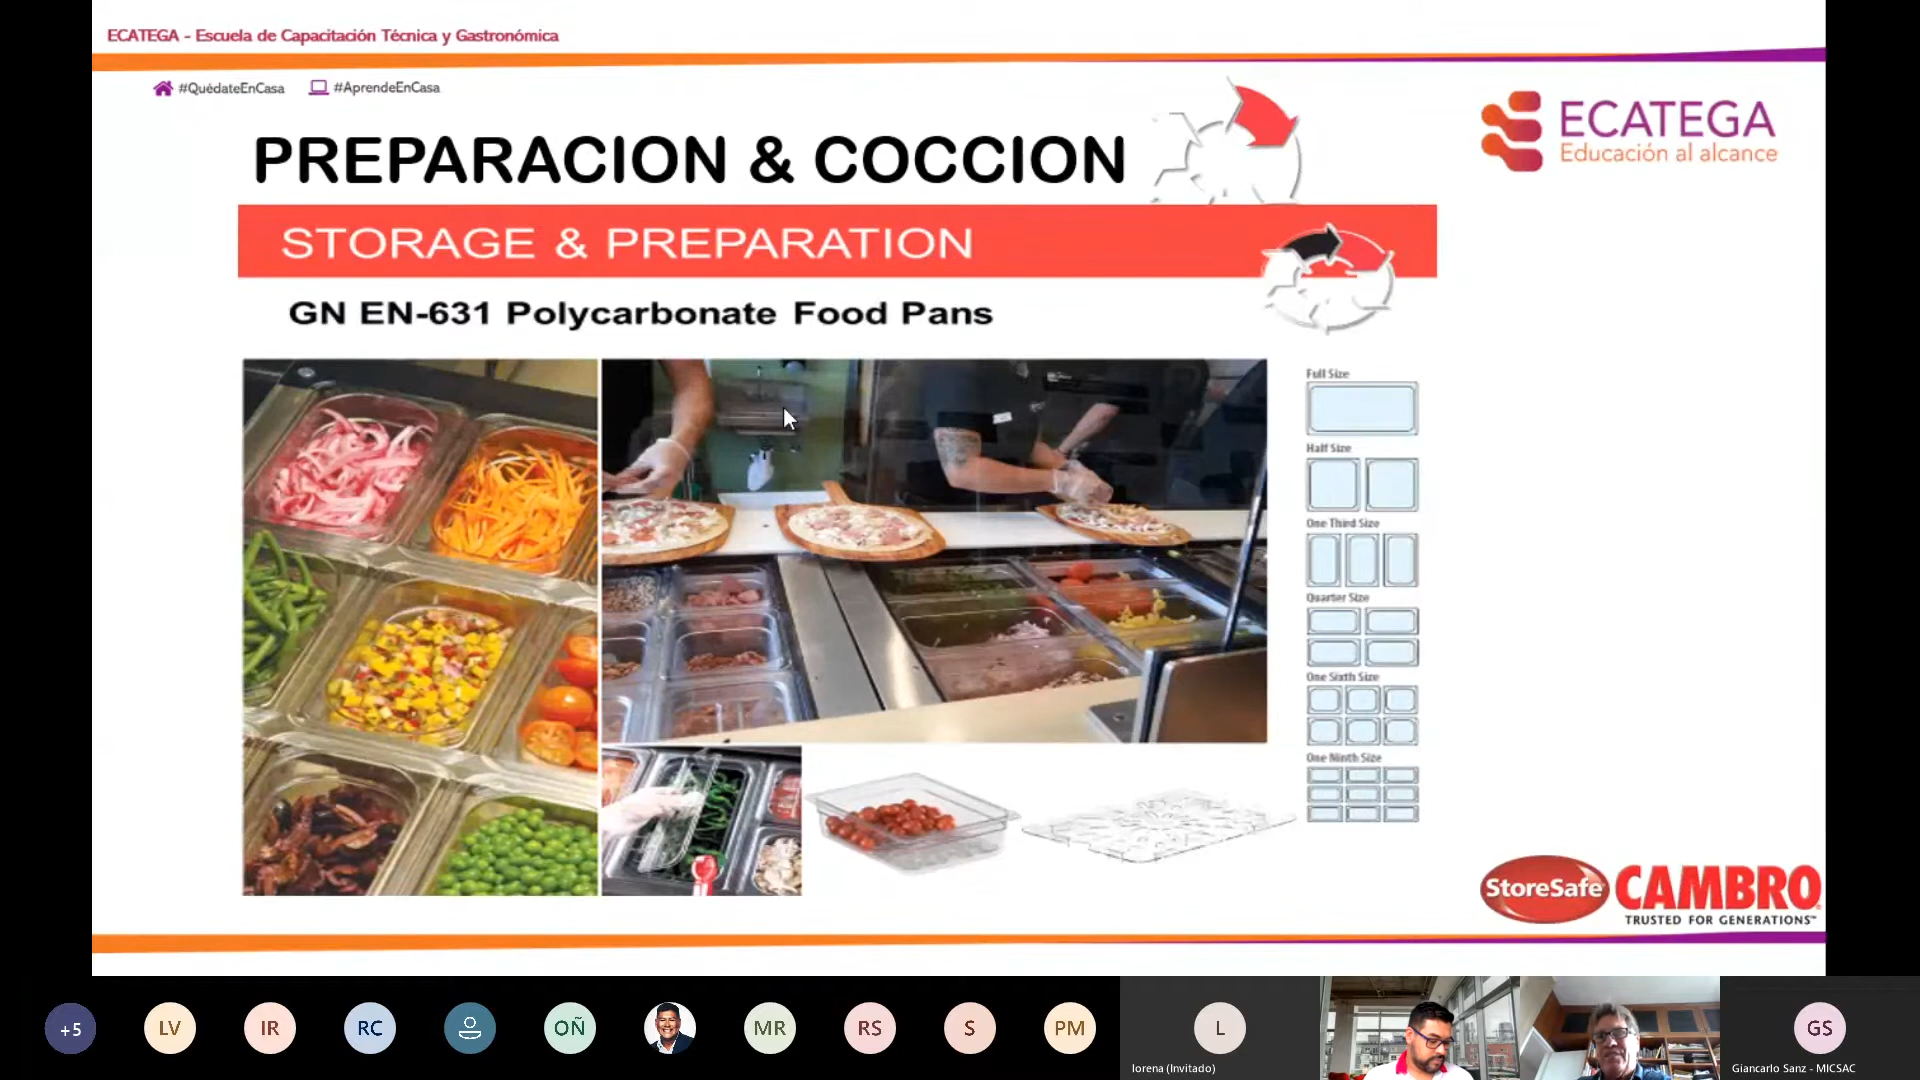 ECATEGA - Escuela de Capacitación Técnica y Gastronómica
#QuédateEnCasa #AprendeEnCasa
ECATEGA
Educación al alcance
PREPARACION & COCCION
STORAGE & PREPARATION
GN EN-631 Polycarbonate Food Pans
Full Size
Half Size
One Third Size
Quarter Size
One Sixth Size
One Ninth Size
StoreSafe CAMBRO
TRUSTED FOR GENERATIONS™
+5 LV IR RC OÑ MR RS S PM L GS
lorena (Invitado)
Giancarlo Sanz - MICSAC